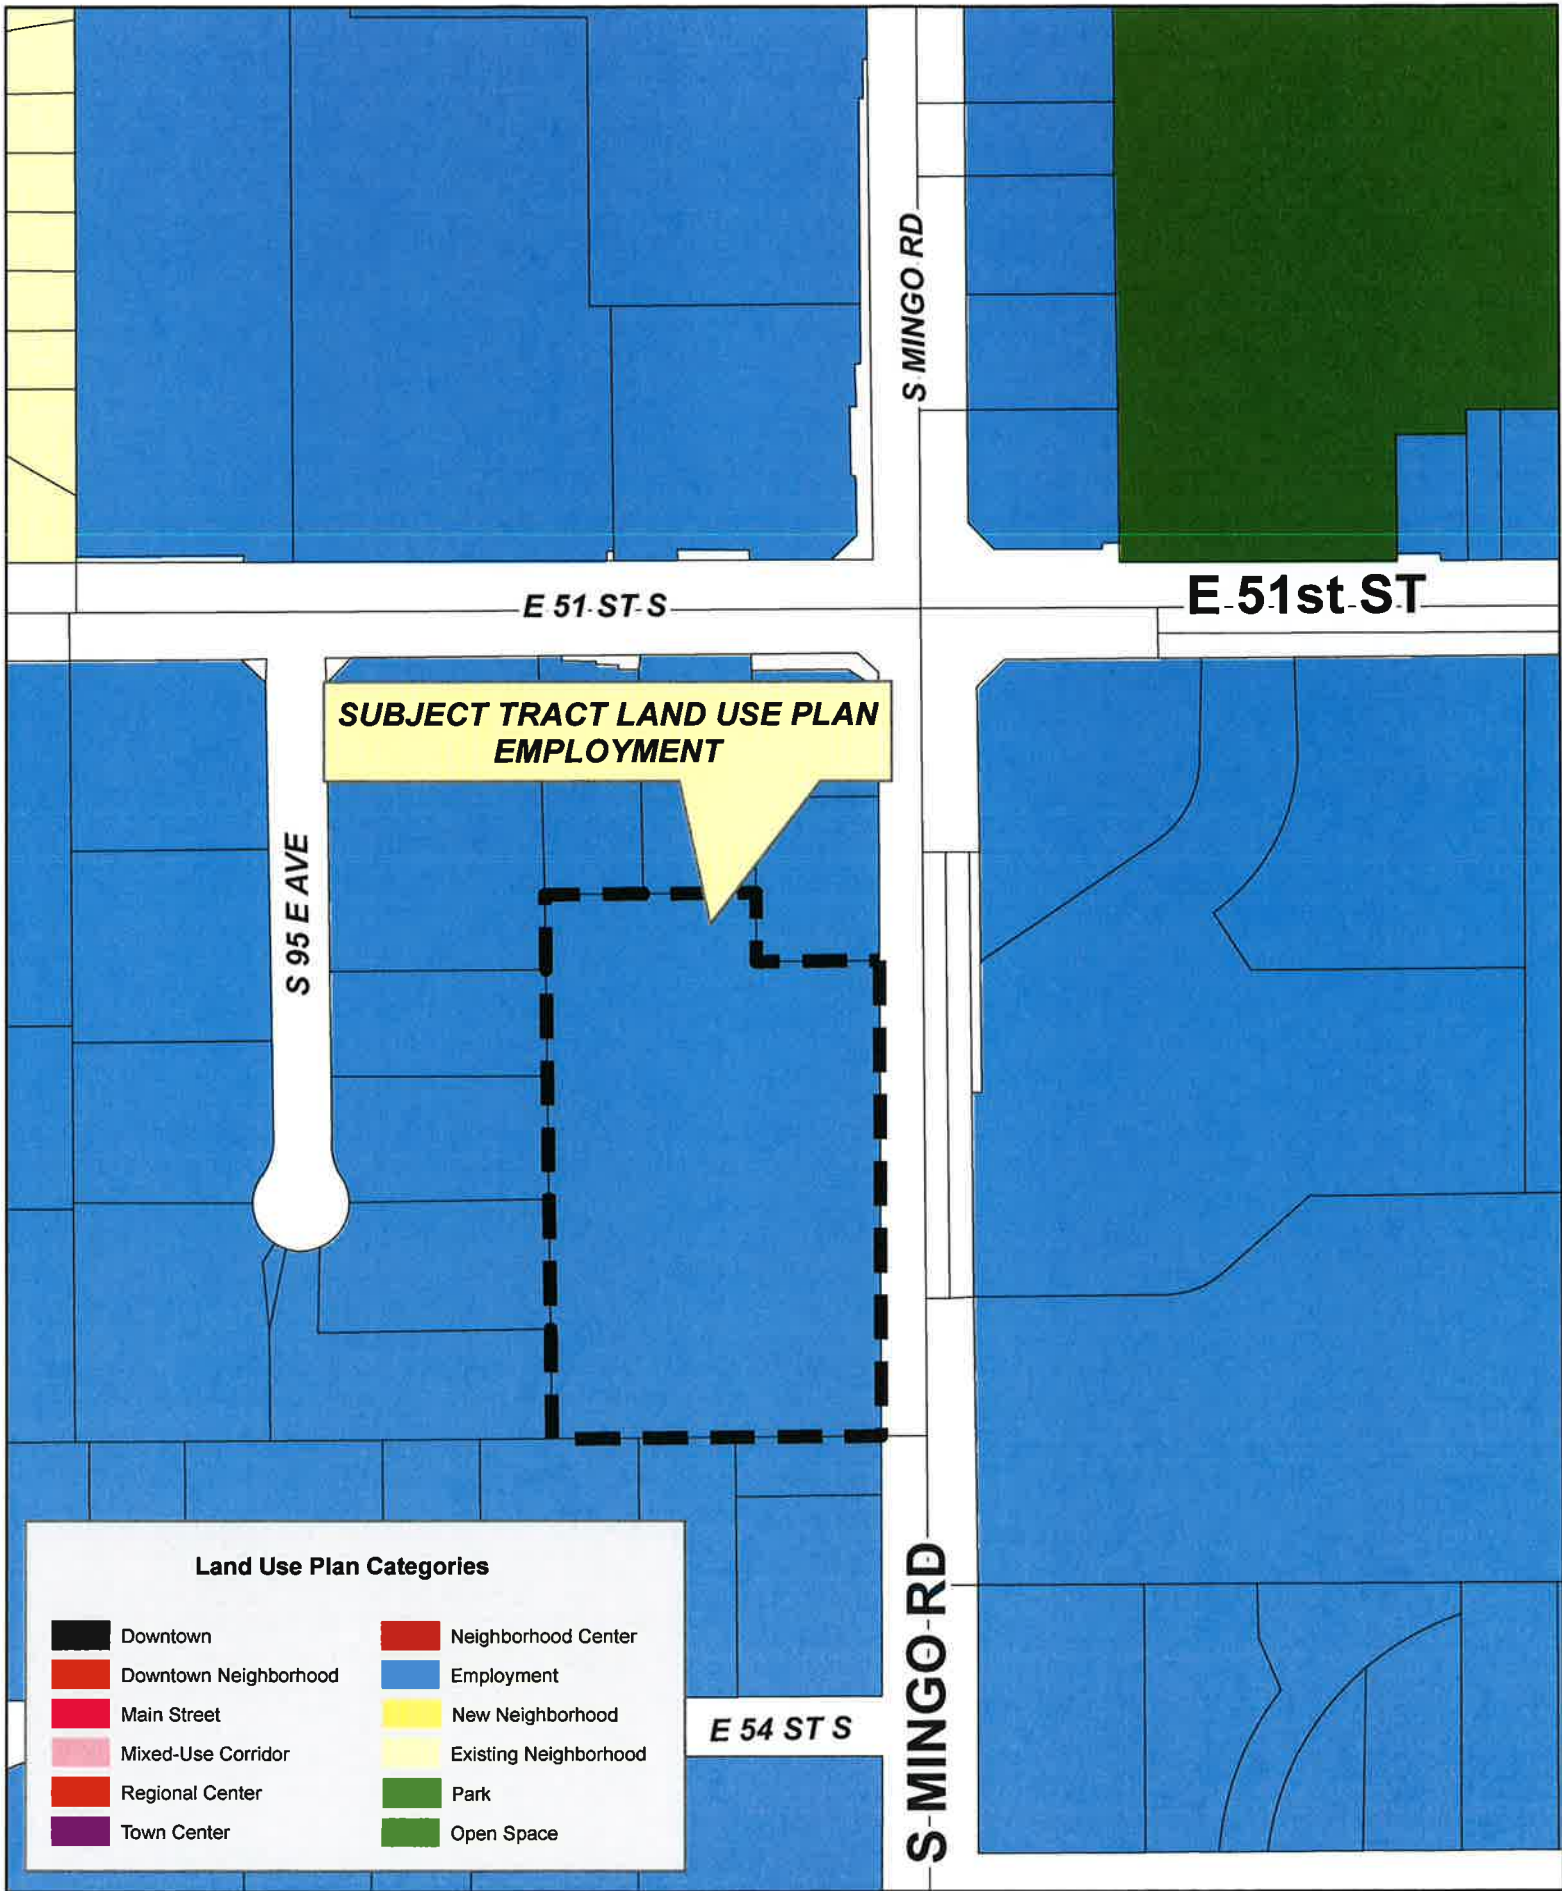 S MINGO RD
E 51 ST S
E 51st ST
SUBJECT TRACT LAND USE PLAN
EMPLOYMENT
S 95 E AVE
Land Use Plan Categories
Downtown
Downtown Neighborhood
Main Street
Mixed-Use Corridor
Regional Center
Town Center
Neighborhood Center
Employment
New Neighborhood
Existing Neighborhood
Park
Open Space
E 54 ST S
S MINGO RD